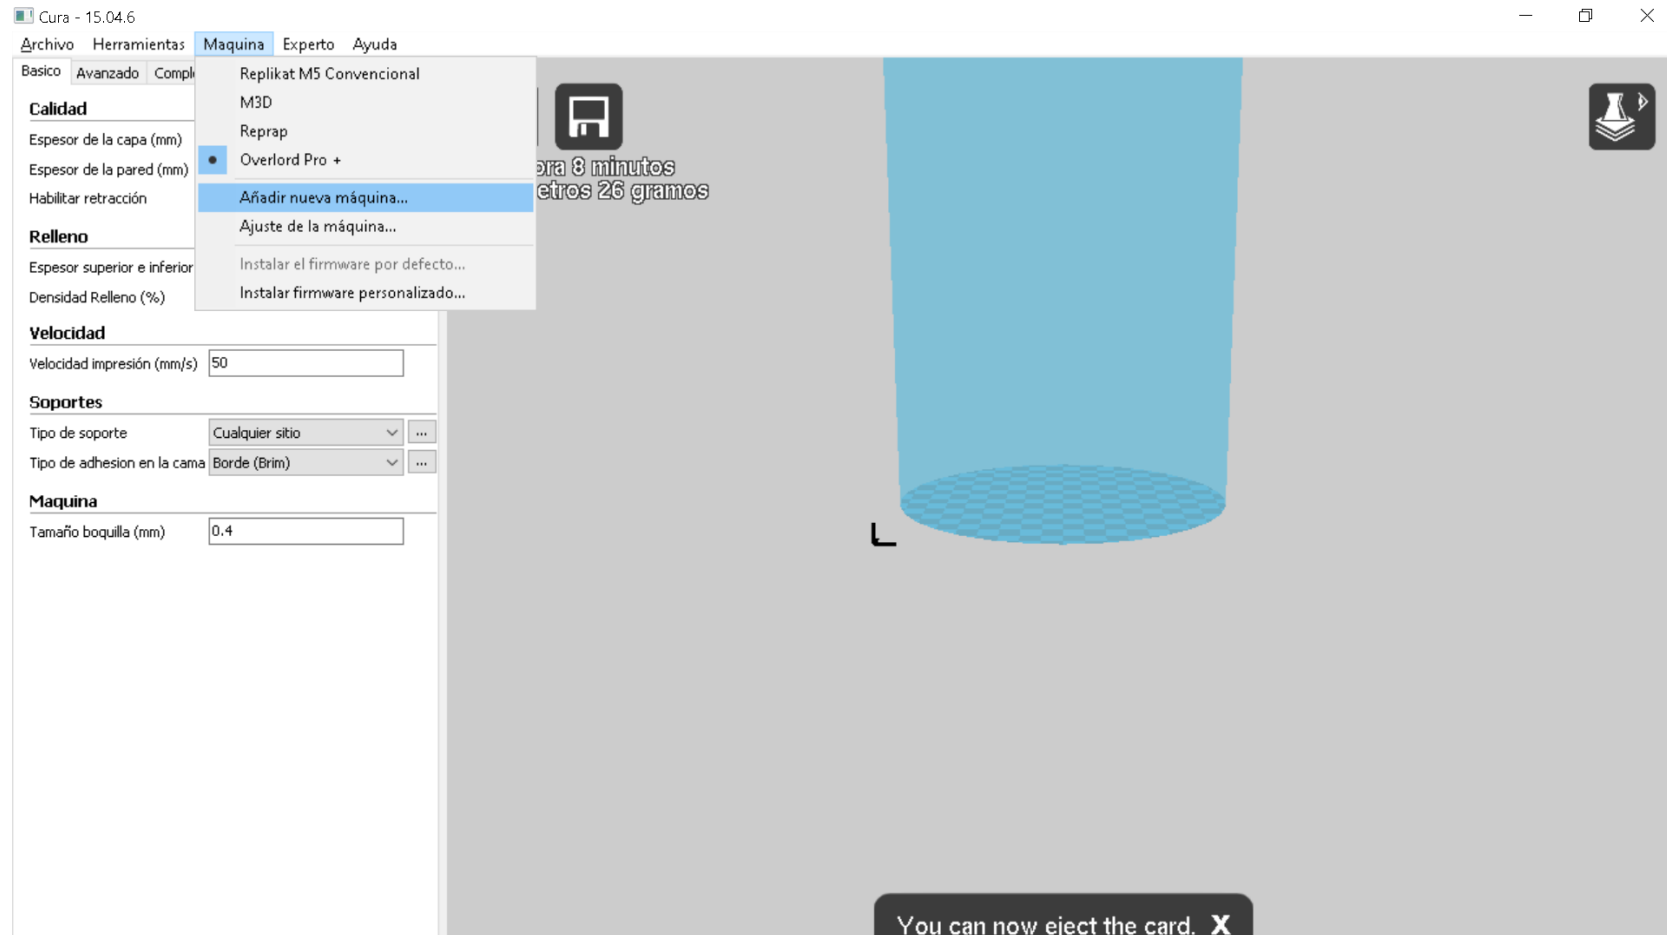 Cura - 15.04.6
Archivo Herramientas Maquina Experto Ayuda
Basico Avanzado
Calidad
Espesor de la capa (mm)
Espesor de la pared (mm)
Habilitar retracción
Relleno
Espesor superior e inferior
Densidad Relleno (%)
Velocidad
Velocidad impresión (mm/s) 50
Soportes
Tipo de soporte Cualquier sitio ...
Tipo de adhesion en la cama Borde (Brim) ...
Maquina
Tamaño boquilla (mm) 0.4
Replikat M5 Convencional
M3D
Reprap
Overlord Pro +
Añadir nueva máquina...
Ajuste de la máquina...
Instalar el firmware por defecto...
Instalar firmware personalizado...
8 minutos
26 gramos
You can now eject the card. X